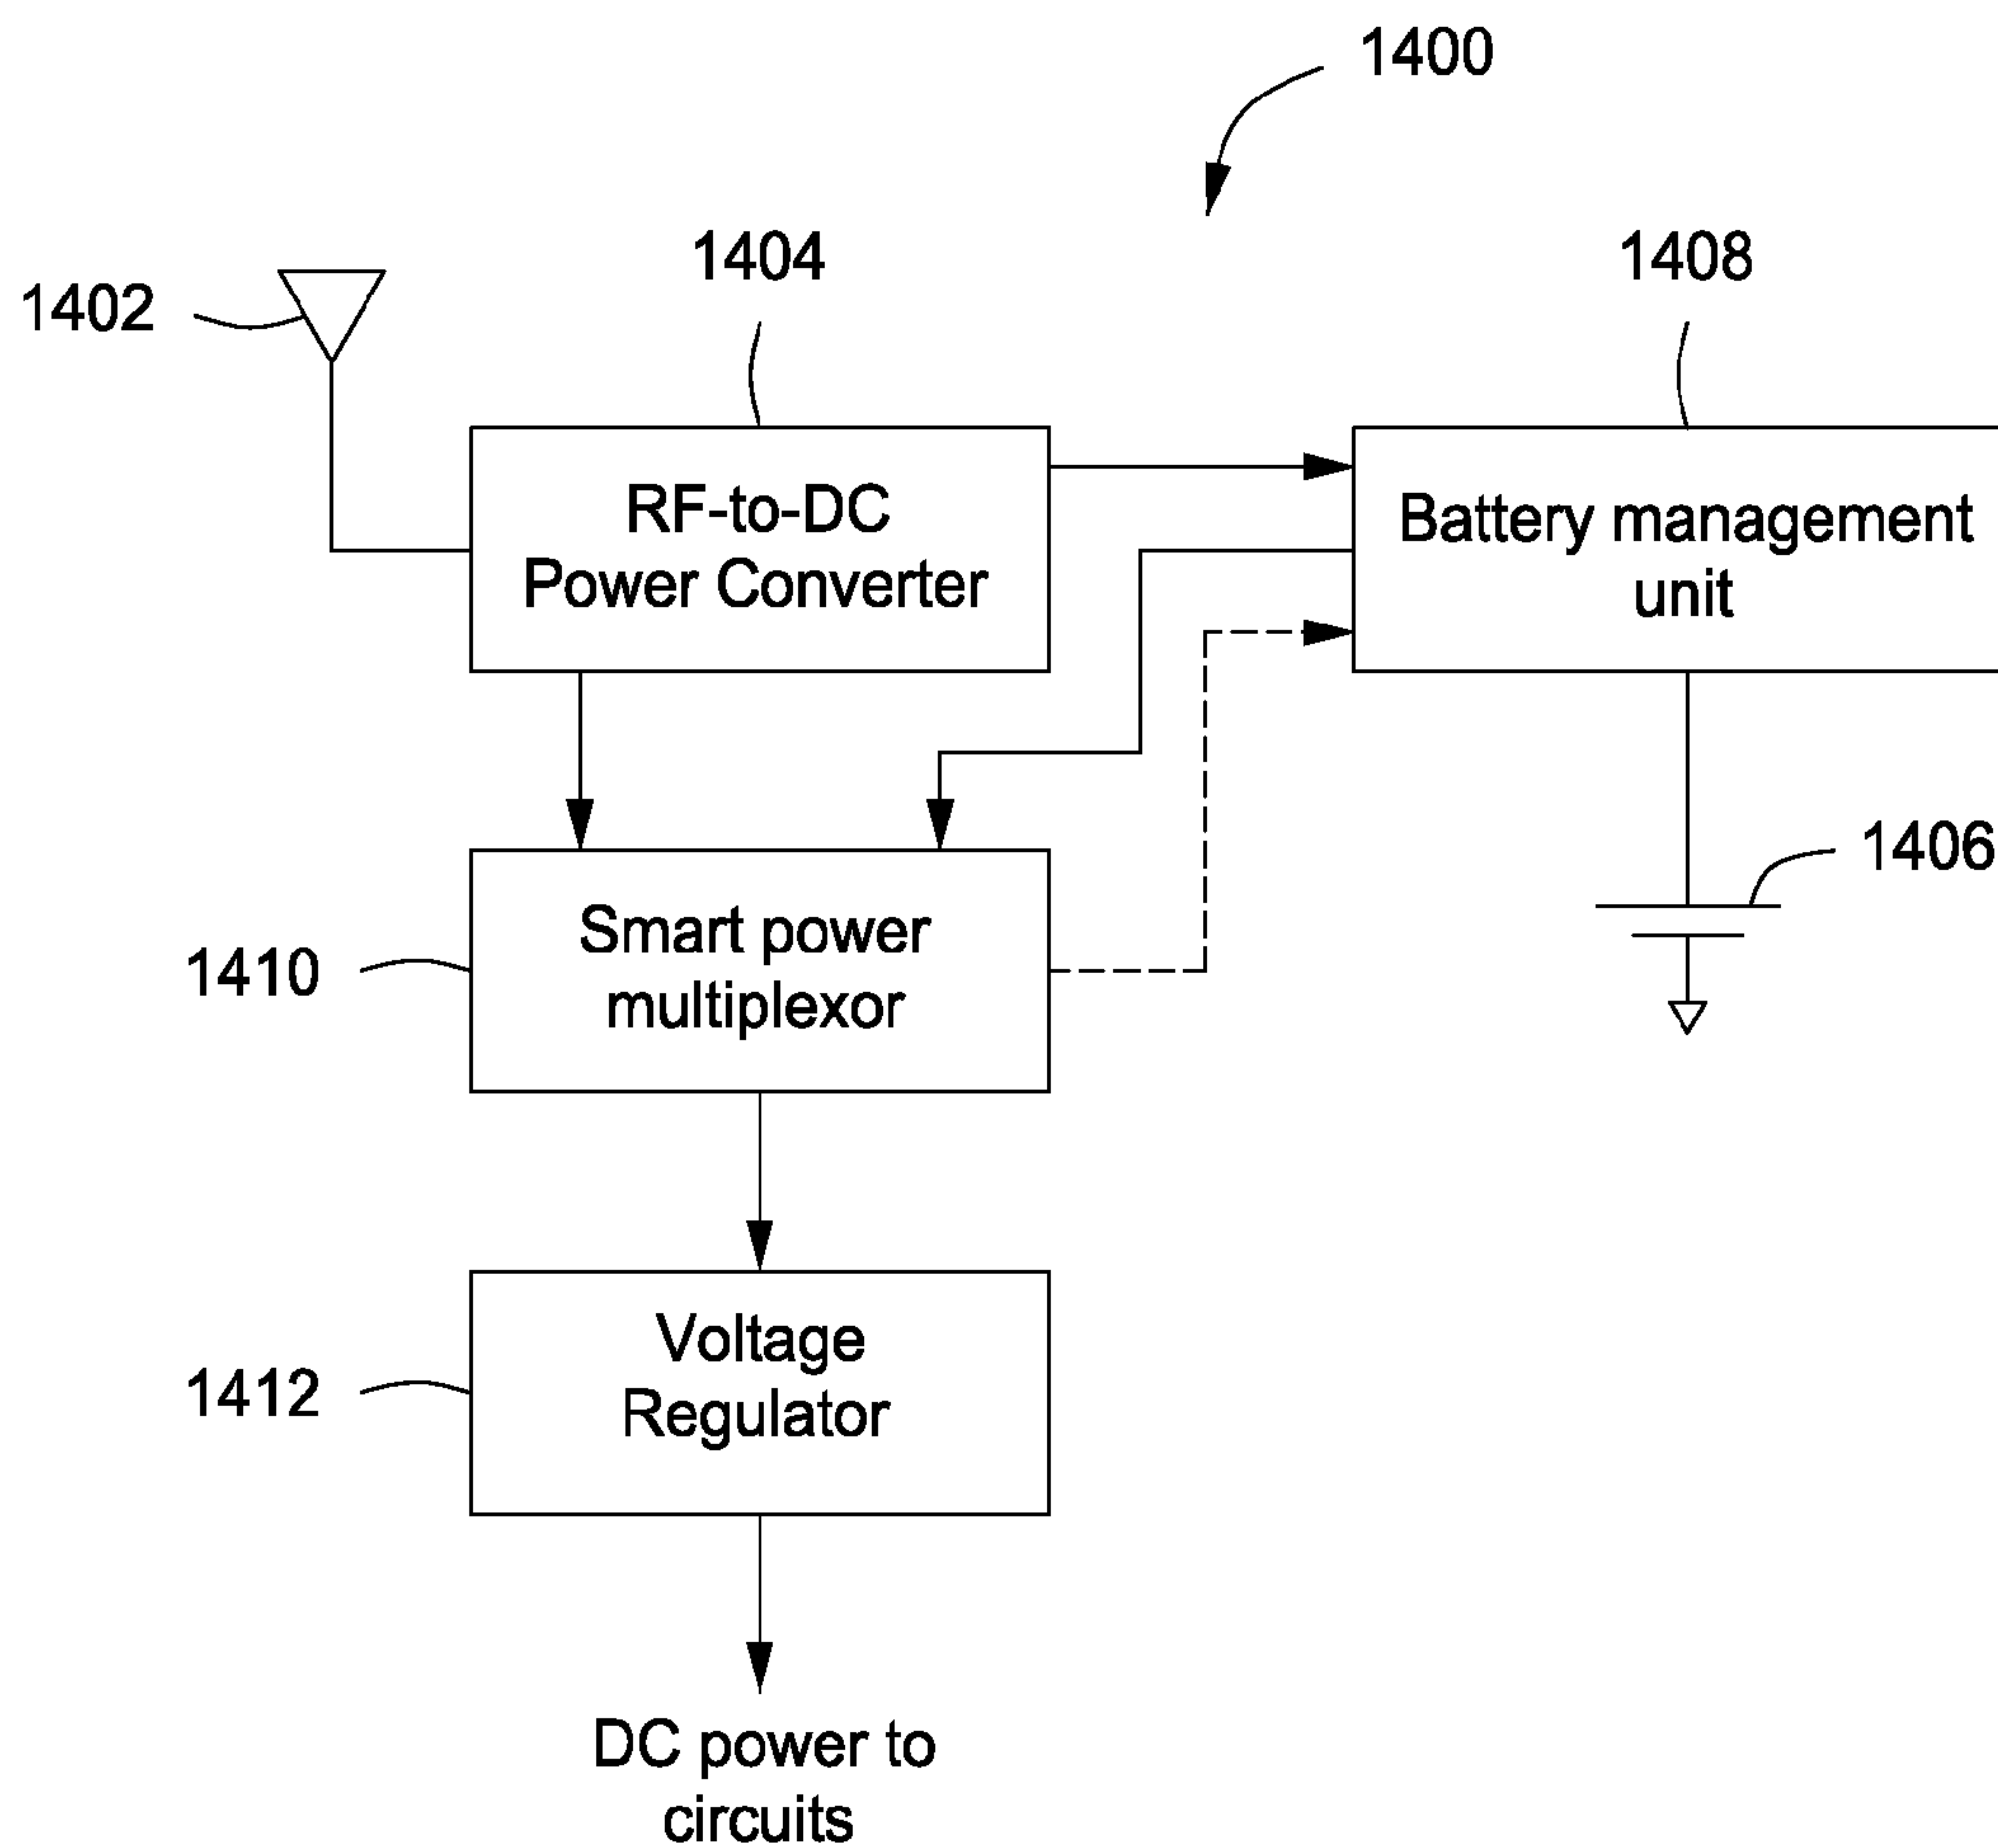 1400
1404
1408
1402
RF-to-DC
Power Converter
Battery management
unit
1406
Smart power
multiplexor
1410
Voltage
Regulator
1412
DC power to
circuits